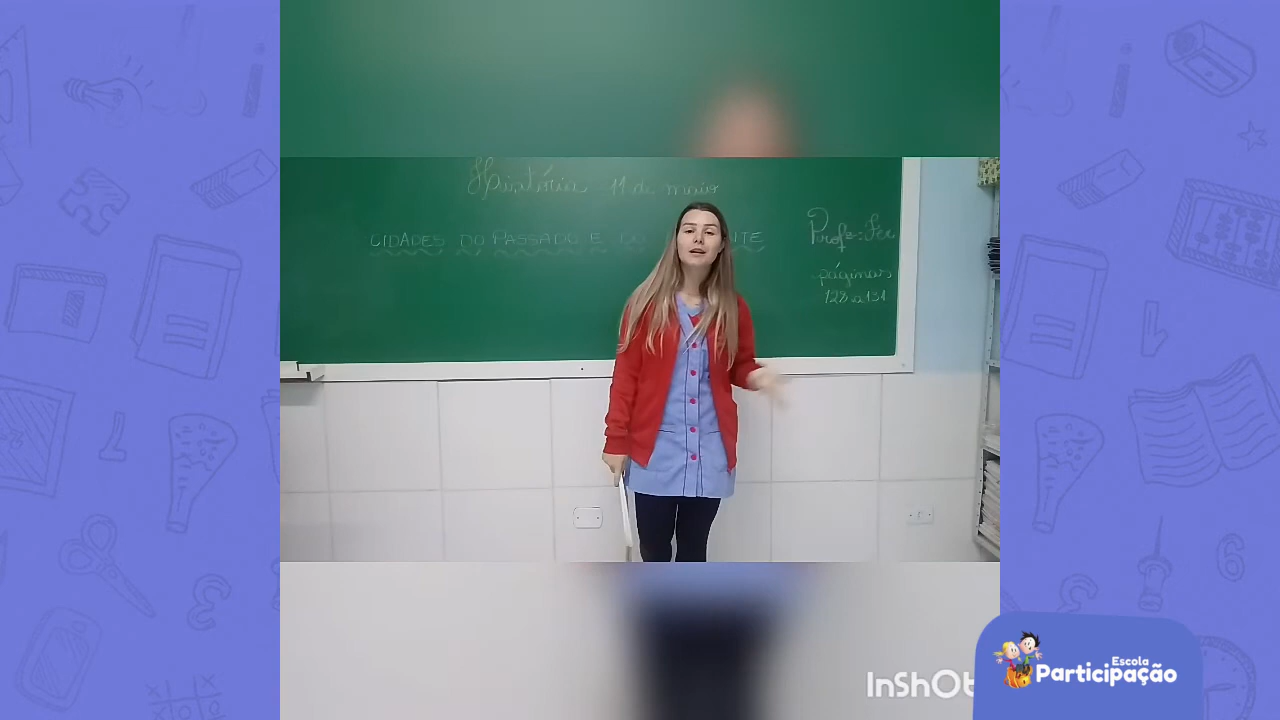 História 11 de maio
CIDADES DO PASSADO E DO
Profe: Fer
páginas
128 a 131
InShOt
Escola
Participação